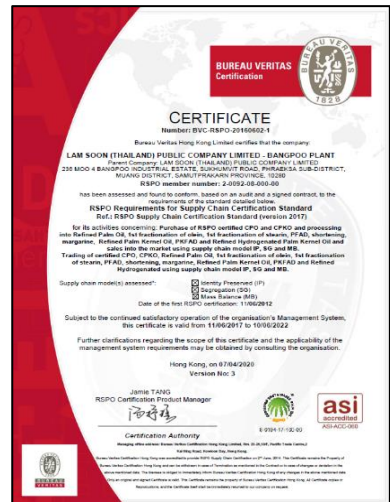 BUREAU VERITAS
Certification
BUREAU VERITAS
1828
CERTIFICATE
Number: BVC-RSPO-20160602-1
Bureau Veritas Hong Kong Limited certifies that the company:
LAM SOON (THAILAND) PUBLIC COMPANY LIMITED - BANGPOO PLANT
Parent Company: LAM SOON (THAILAND) PUBLIC COMPANY LIMITED
236 MOO 4 BANGPOO INDUSTRIAL ESTATE, SUKHUMVIT ROAD, PHRAEKSA SUB-DISTRICT,
MUANG DISTRICT, SAMUTPRAKARN PROVINCE, 10280
RSPO member number: 2-0092-08-000-00
has been assessed and found to conform, based on an audit and a signed contract, to the
requirements of the standard detailed below.
RSPO Requirements for Supply Chain Certification Standard
Ref.: RSPO Supply Chain Certification Standard (version 2017)
for its activities concerning: Purchase of RSPO certified CPO and CPKO and processing
into Refined Palm Oil, 1st fractionation of olein, 1st fractionation of stearin, PFAD, shortening,
margarine, Refined Palm Kernel Oil, PKFAD and Refined Hydrogenated Palm Kernel Oil and
sales into the market using supply chain model IP, SG and MB.
Trading of certified CPO, CPKO, Refined Palm Oil, 1st fractionation of olein, 1st fractionation
of stearin, PFAD, shortening, margarine, Refined Palm Kernel Oil, PKFAD and Refined
Hydrogenated using supply chain model IP, SG and MB.
Supply chain model(s) assessed*:
Identity Preserved (IP)
Segregation (SG)
Mass Balance (MB)
Date of the first RSPO certification: 11/06/2012
Subject to the continued satisfactory operation of the organisation's Management System,
this certificate is valid from 11/06/2017 to 10/06/2022
Further clarifications regarding the scope of this certificate and the applicability of the
management system requirements may be obtained by consulting the organisation.
Hong Kong, on 07/04/2020
Version No: 3
Jamie TANG
RSPO Certification Product Manager
Certification Authority
asi
accredited
ASI-ACC-066
BUREAU
VERITAS